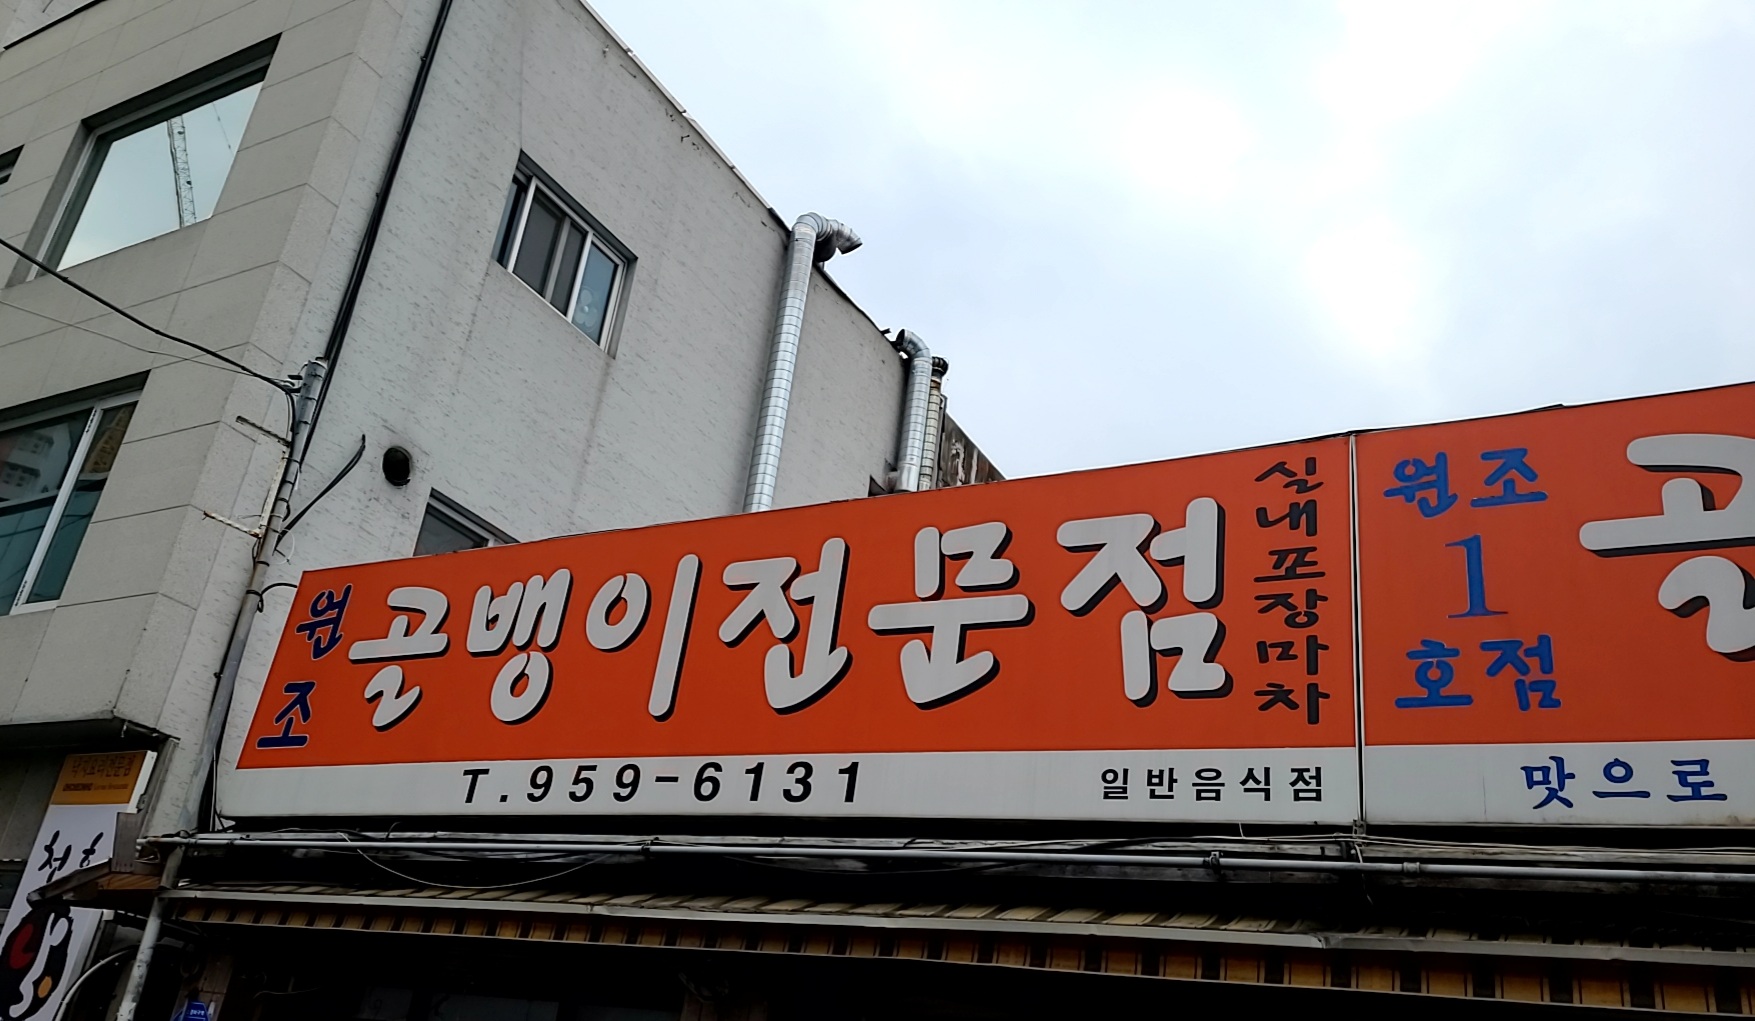 원조
골뱅이전문점
실내포장마차
T.959-6131
일반음식점
원조
1
호점
골
맛으로